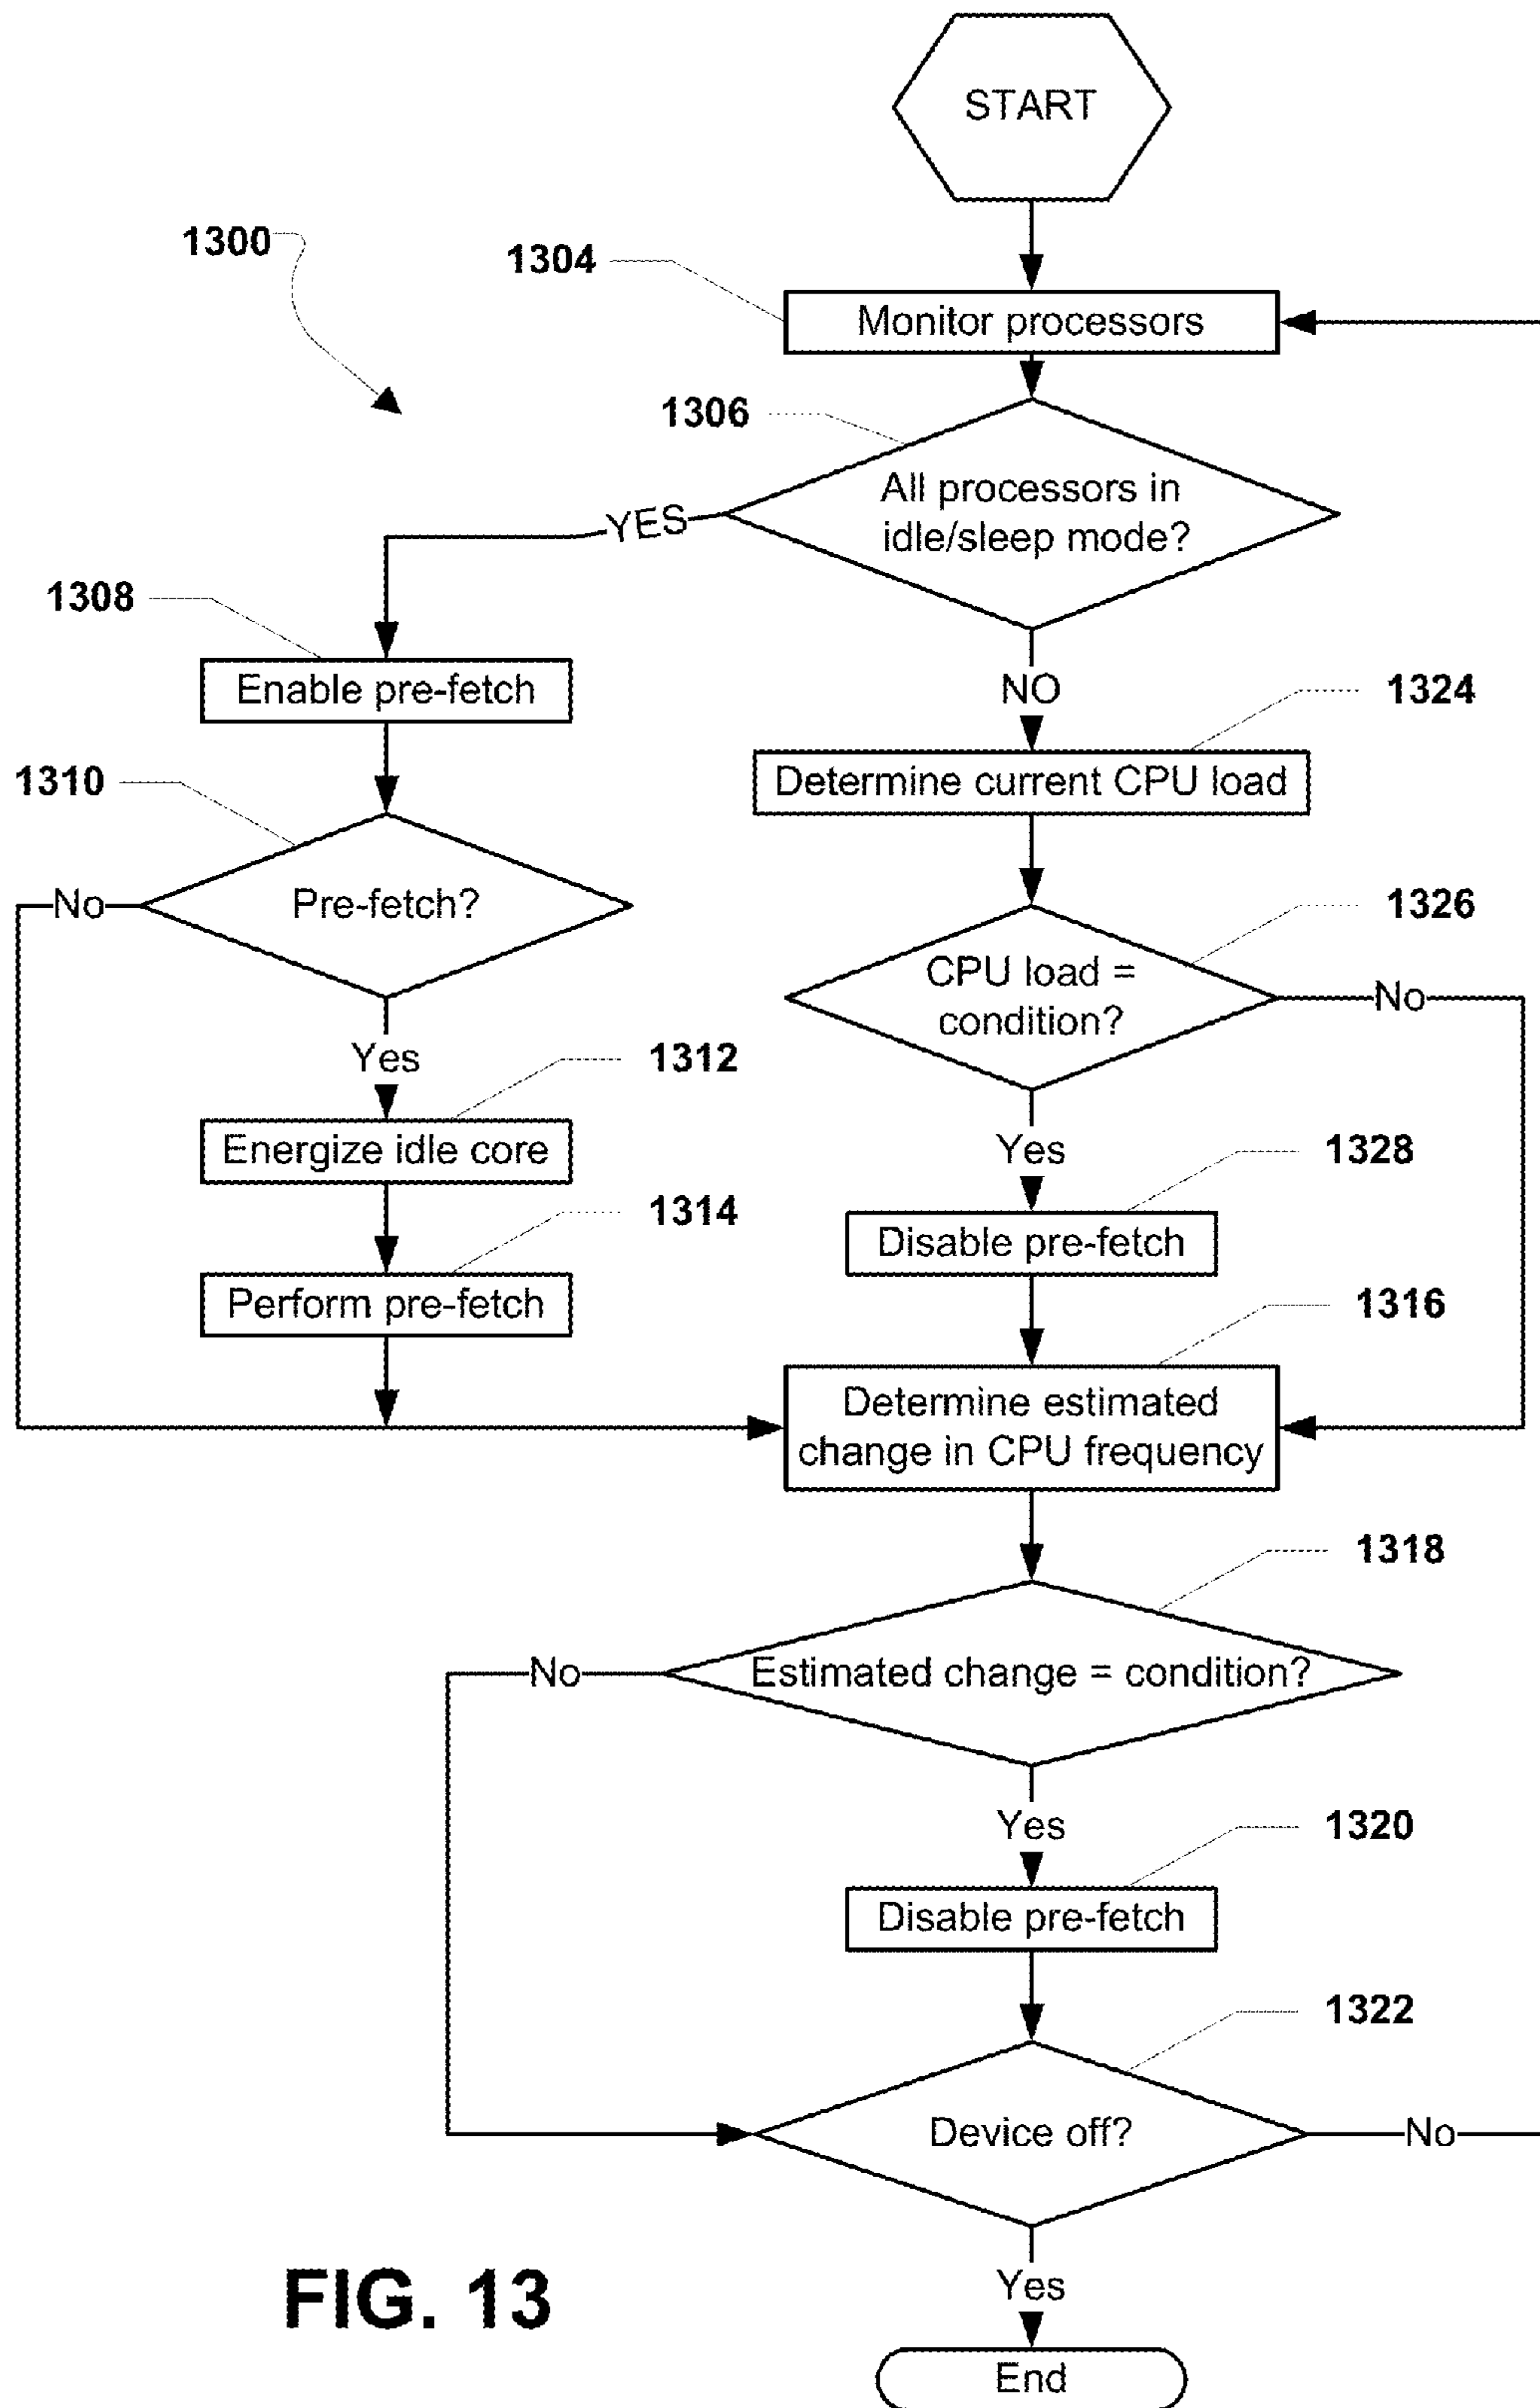 START
1300
1304
Monitor processors
1306
All processors in
idle/sleep mode?
YES
1308
Enable pre-fetch
NO
1324
Determine current CPU load
1310
Pre-fetch?
No
1326
CPU load =
condition?
No
Yes
1312
Energize idle core
Yes
1328
Disable pre-fetch
1314
Perform pre-fetch
1316
Determine estimated
change in CPU frequency
1318
Estimated change = condition?
No
Yes
1320
Disable pre-fetch
1322
Device off?
No
Yes
End
FIG. 13